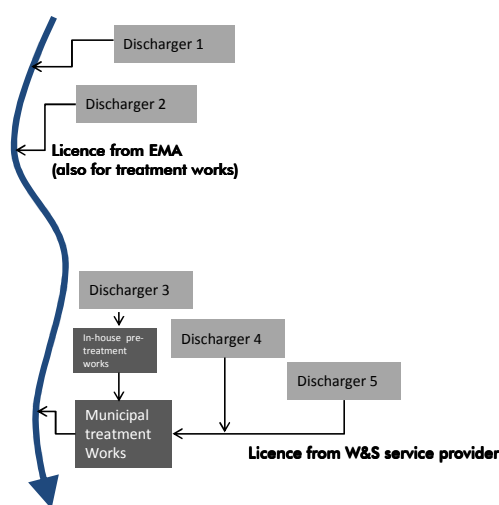 Discharger 1
Discharger 2
Licence from EMA
(also for treatment works)
Discharger 3
In-house pre-
treatment
works
Discharger 4
Discharger 5
Municipal
treatment
Works
Licence from W&S service provider